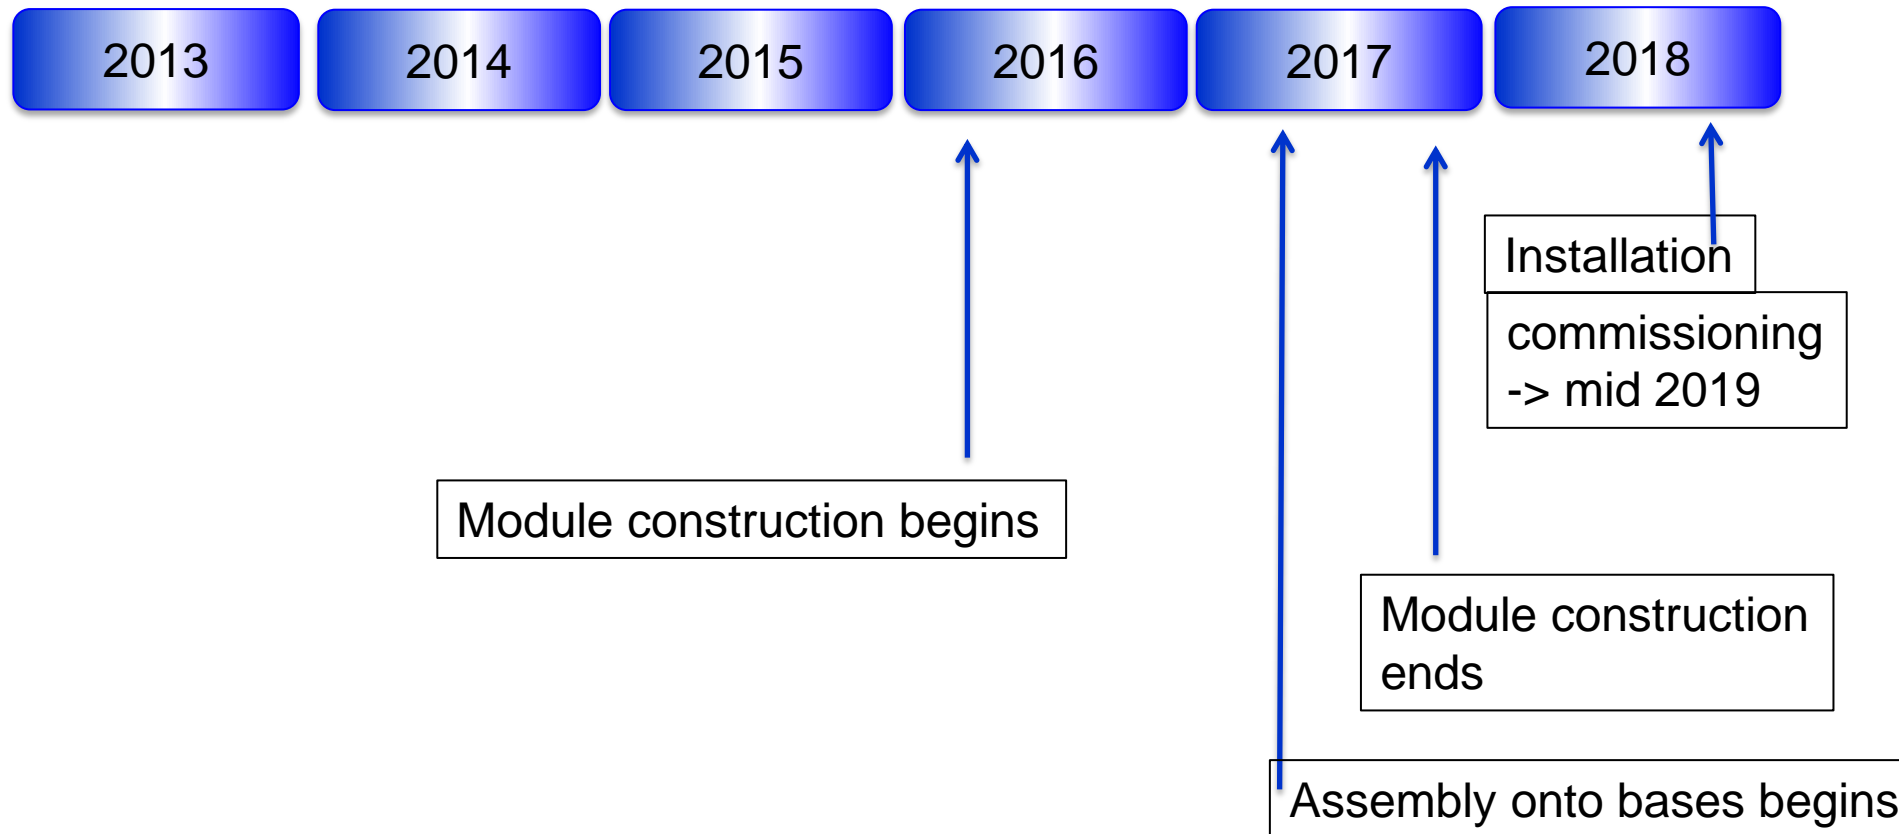 2013
2014
2015
2016
2017
2018
Installation
commissioning
-> mid 2019
Module construction begins
Module construction
ends
Assembly onto bases begins